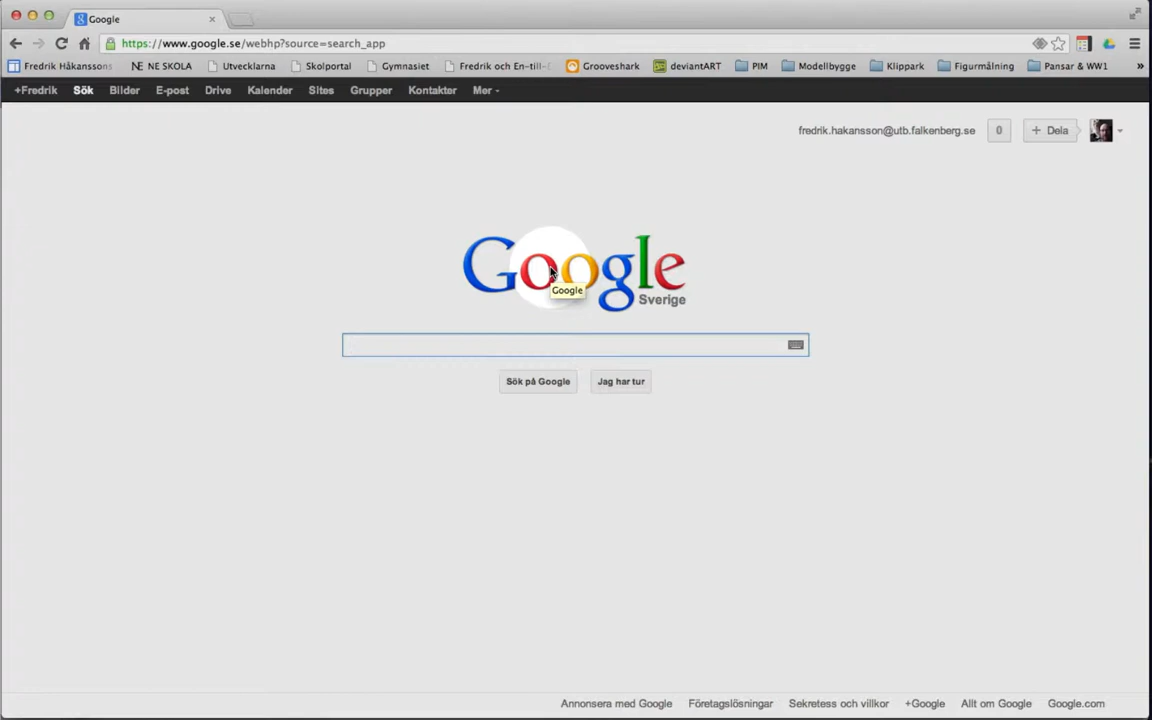 Google
https://www.google.se/webhp?source=search_app
Fredrik Håkanssons NE SKOLA Utvecklarna Skolportal Gymnasiet Fredrik och En-till-( Grooveshark deviantART PIM Modellbygge Klippark Figurmålning Pansar & WW1 »
+Fredrik Sök Bilder E-post Drive Kalender Sites Grupper Kontakter Mer
fredrik.hakansson@utb.falkenberg.se 0 + Dela
Google
Sverige
Google
Sök på Google Jag har tur
Annonsera med Google Företagslösningar Sekretess och villkor +Google Allt om Google Google.com